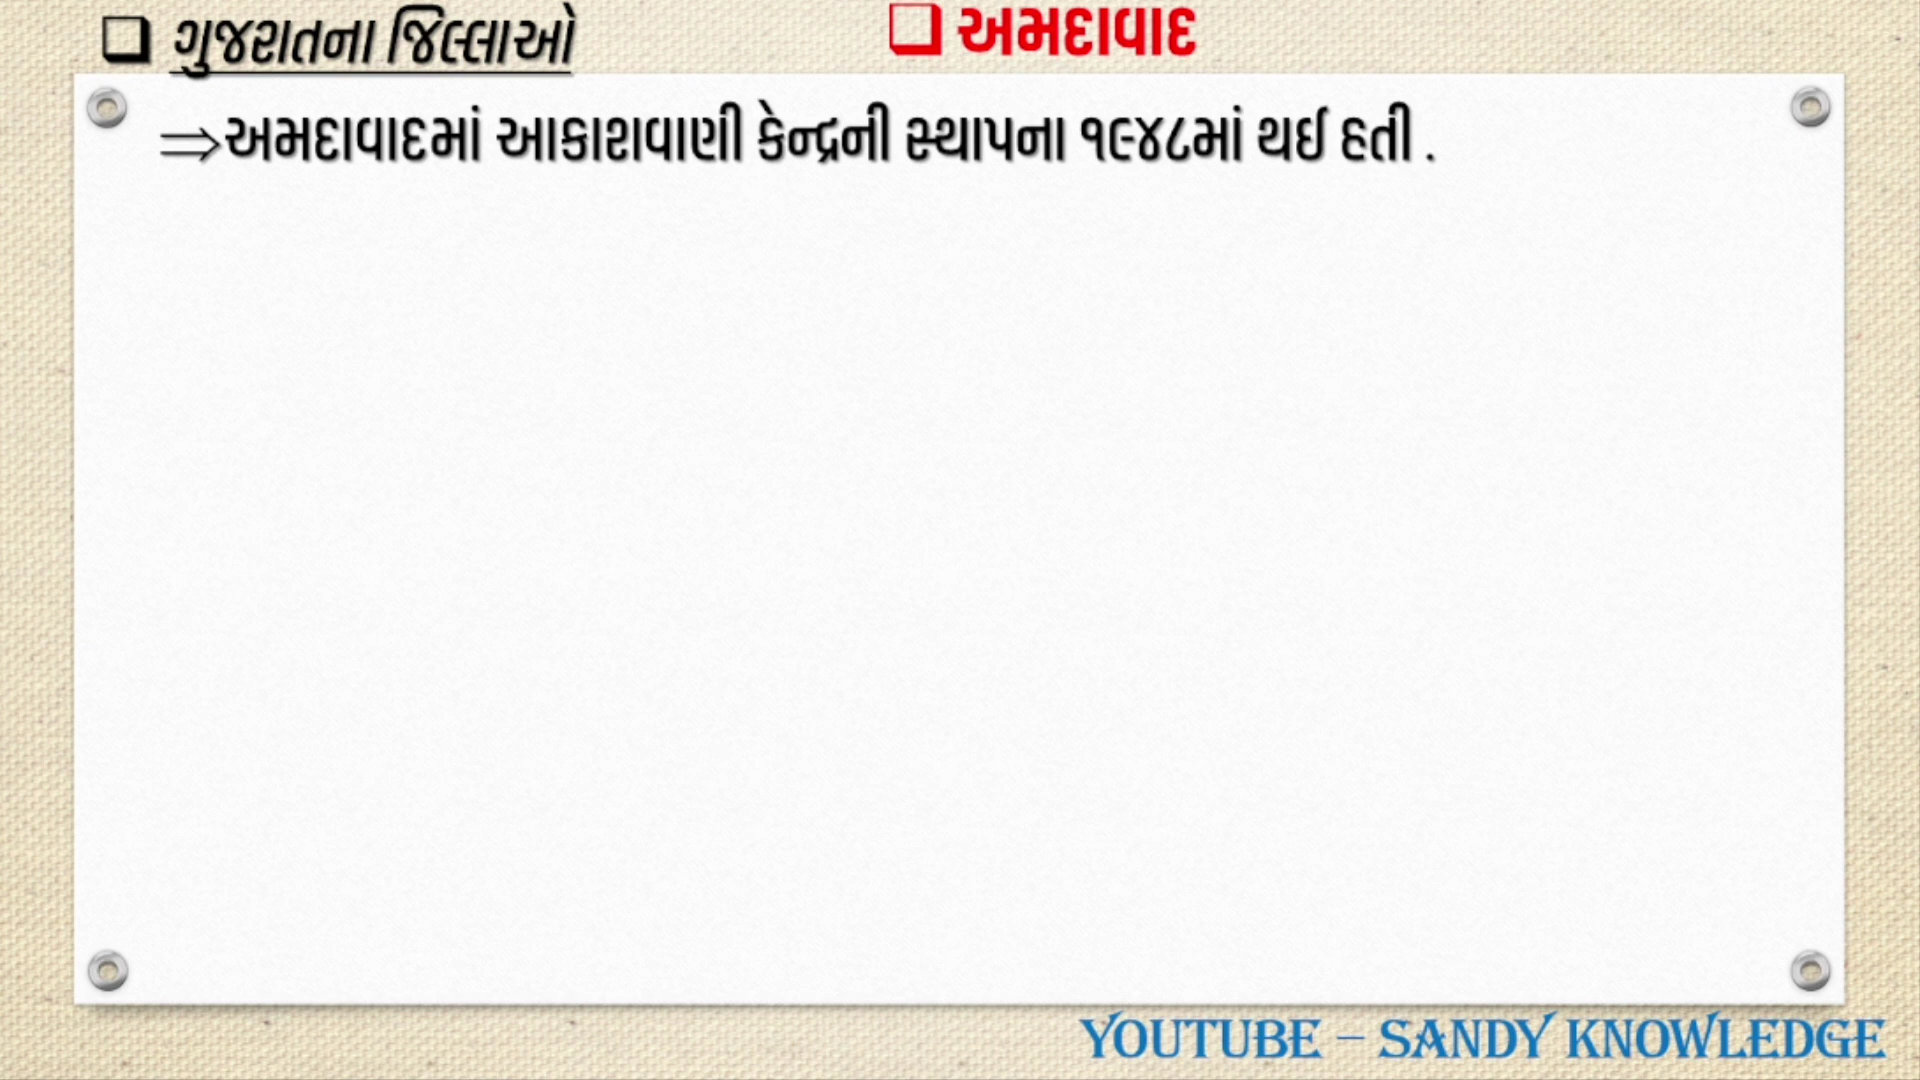 ❑ ગુજરાતના જિલ્લાઓ
❑ અમદાવાદ
⇒અમદાવાદમાં આકાશવાણી કેન્દ્રની સ્થાપના ૧૯૪૮માં થઈ હતી .
YOUTUBE – SANDY KNOWLEDGE